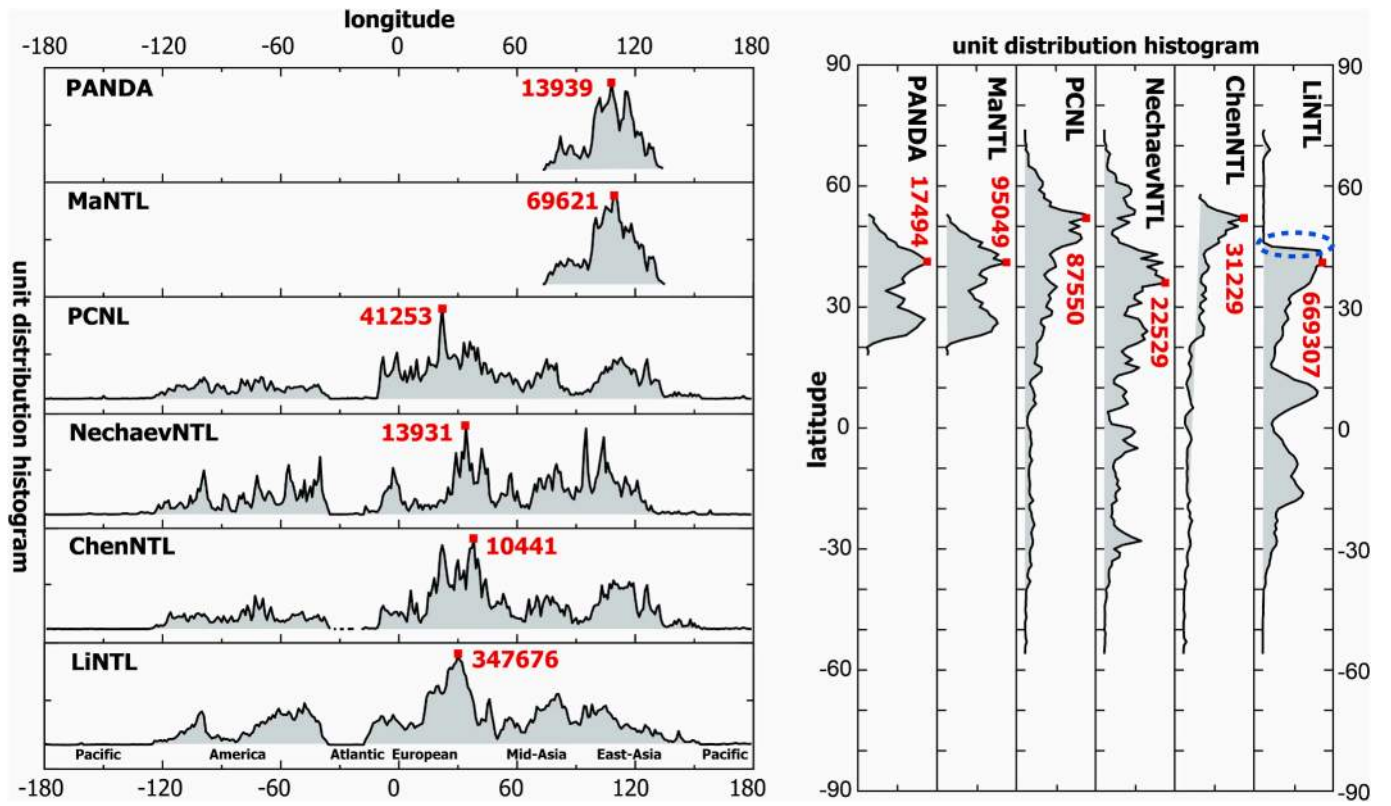 longitude
-180 -120 -60 0 60 120 180
unit distribution histogram
PANDA
13939
MaNTL
69621
PCNL
41253
NechaevNTL
13931
ChenNTL
10441
LiNTL
347676
Pacific America Atlantic European Mid-Asia East-Asia Pacific
-180 -120 -60 0 60 120 180
unit distribution histogram
90 90
PANDA
17494
MaNTL
95049
PCNL
87550
NechaevNTL
22529
ChenNTL
31229
LiNTL
669307
60 60
30 30
latitude
0 0
-30 -30
-60 -60
-90 -90